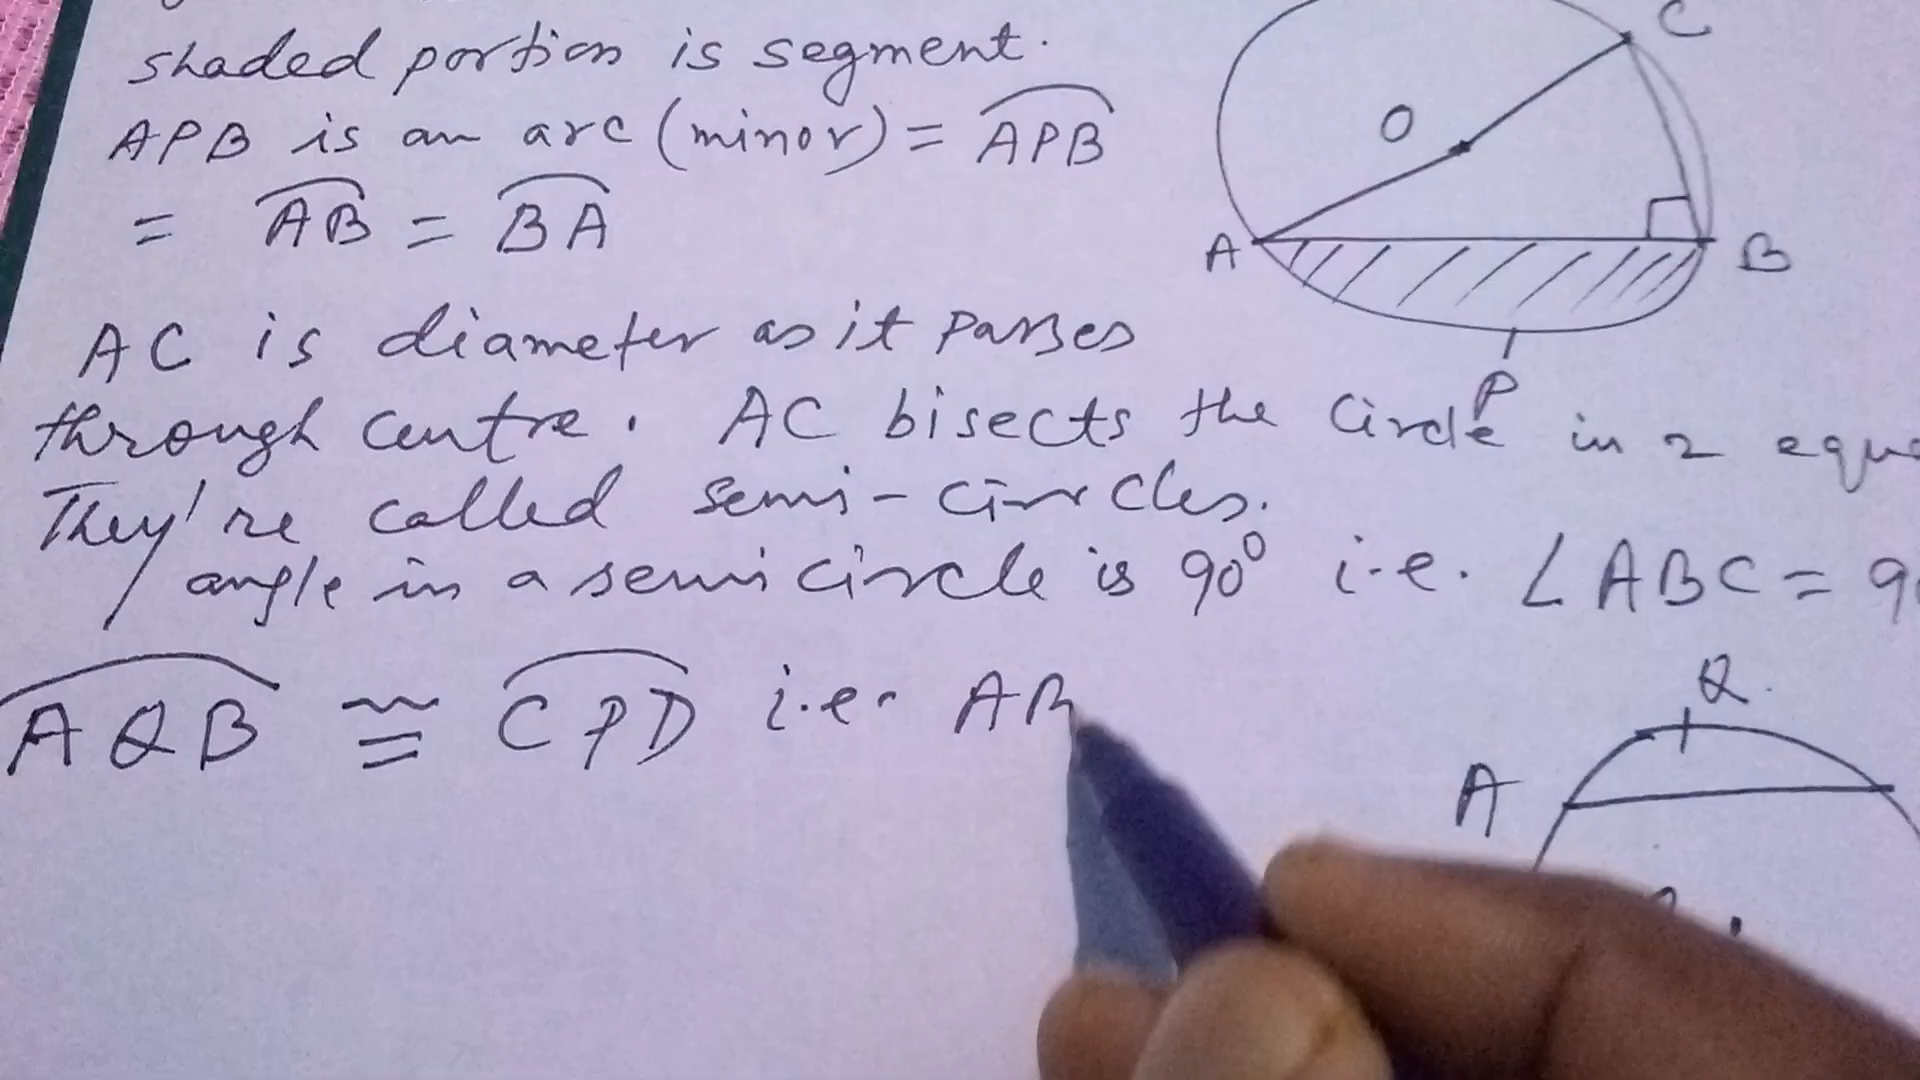 shaded portion is segment.
APB is an arc (minor) = APB
= AB = BA
AC is diameter as it passes
through centre. AC bisects the circle in 2 equ
They're called semi-circles.
angle in a semicircle is 90° i.e. ∠ABC = 9
AQB ≅ CPD i.e. AB
C
O
A
B
P
Q
A